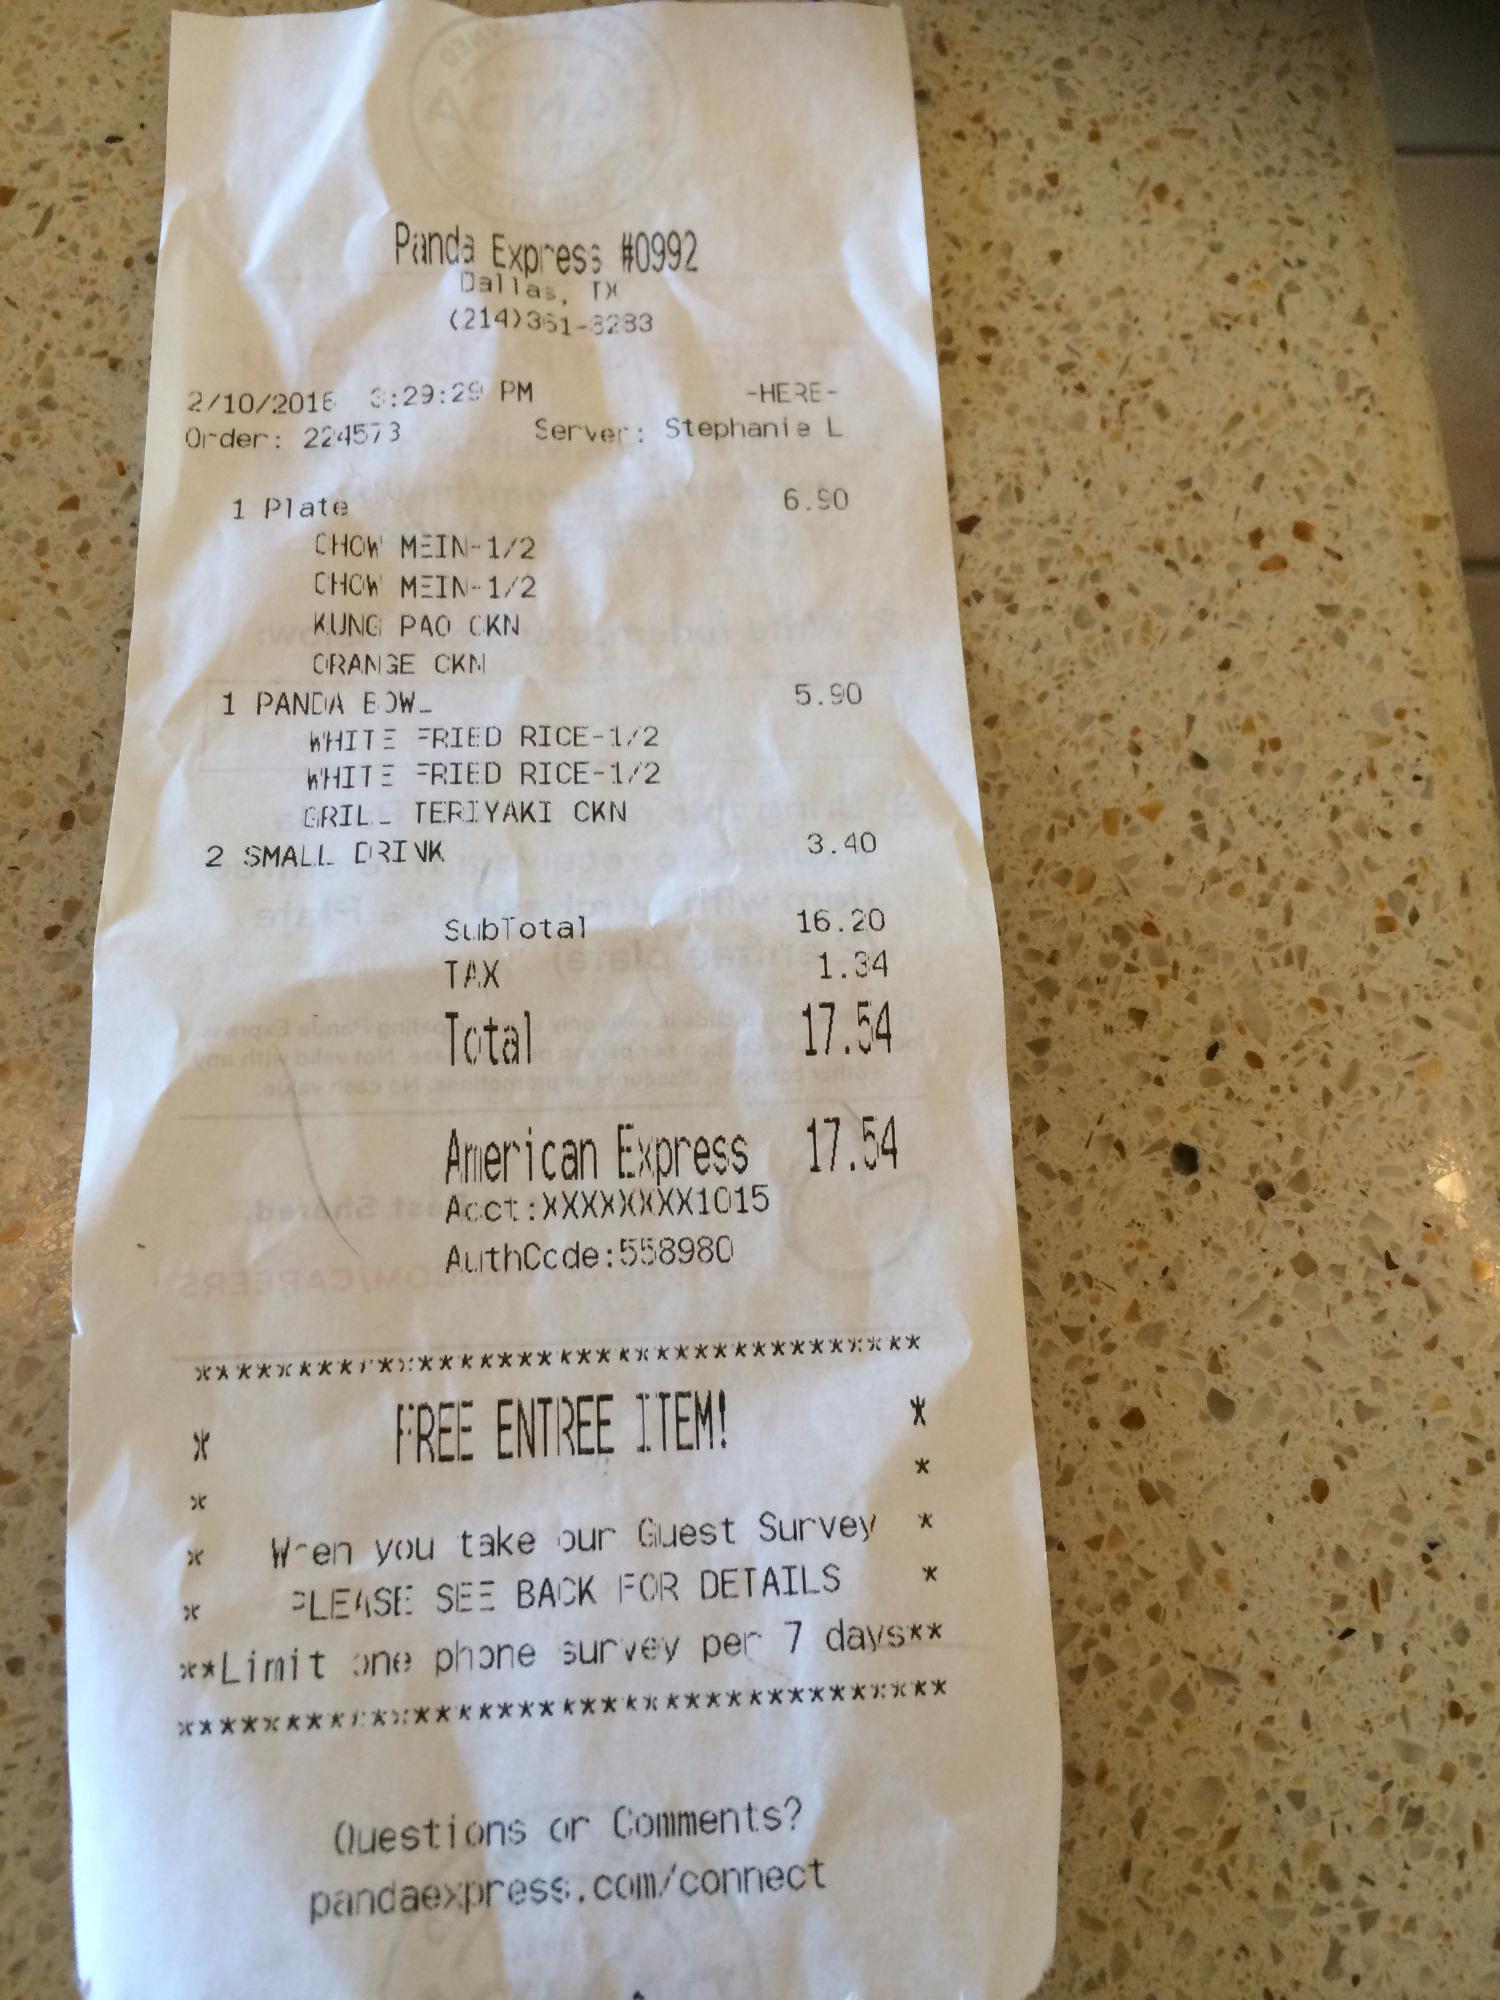 Panda Express #0992
Dallas, TX
2/10/2016 3:29:29 PM -HERE-
Order: 224573 Server: Stephanie L
1 Plate 6.90
CHOW MEIN-1/2
CHOW MEIN-1/2
KUNG PAO CKN
ORANGE CKN
1 PANDA BOWL 5.90
WHITE FRIED RICE-1/2
WHITE FRIED RICE-1/2
GRILL TERIYAKI CKN
2 SMALL DRINK 3.40
SubTotal 16.20
TAX 1.34
Total 17.54
American Express 17.54
Acct:XXXXXXXX1015
AuthCode:558980
****************************************
* FREE ENTREE ITEM! *
* *
* When you take our Guest Survey *
* PLEASE SEE BACK FOR DETAILS *
**Limit one phone survey per 7 days**
****************************************
Questions or Comments?
pandaexpress.com/connect